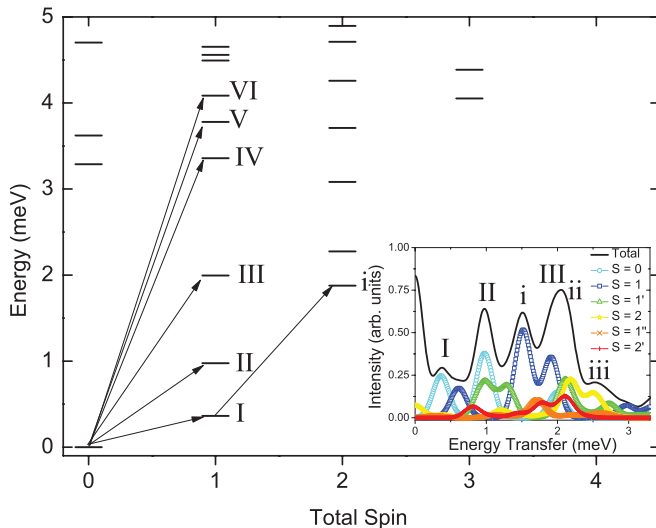 5
4
3
2
1
0
Energy (meV)
0
1
2
3
4
Total Spin
VI
V
IV
III
II
I
i
1.00
0.75
0.50
0.25
0.00
Intensity (arb. units)
0
1
2
3
Energy Transfer (meV)
I
II
i
III
ii
iii
Total
S = 0
S = 1
S = 1'
S = 2
S = 1"
S = 2'